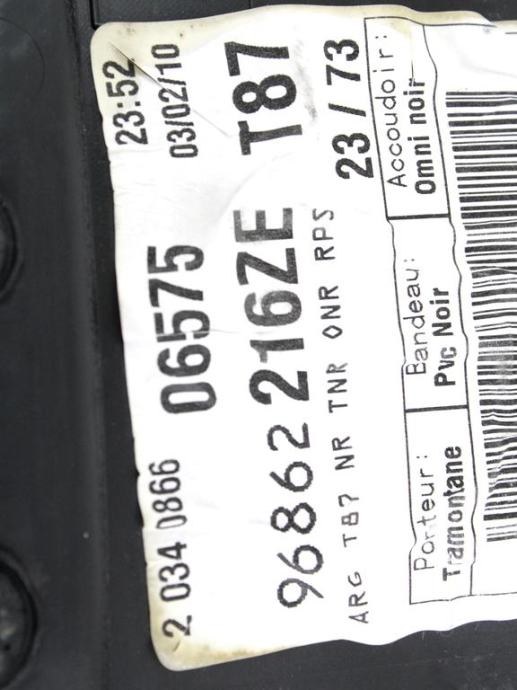 2 034 0866 06575 23:52
03/02/10
96862 216ZE T87
ARG T87 NR TNR ONR RPS 23 / 73
Porteur: Bandeau: Accoudoir:
Tramontane Pvc Noir Omni noir